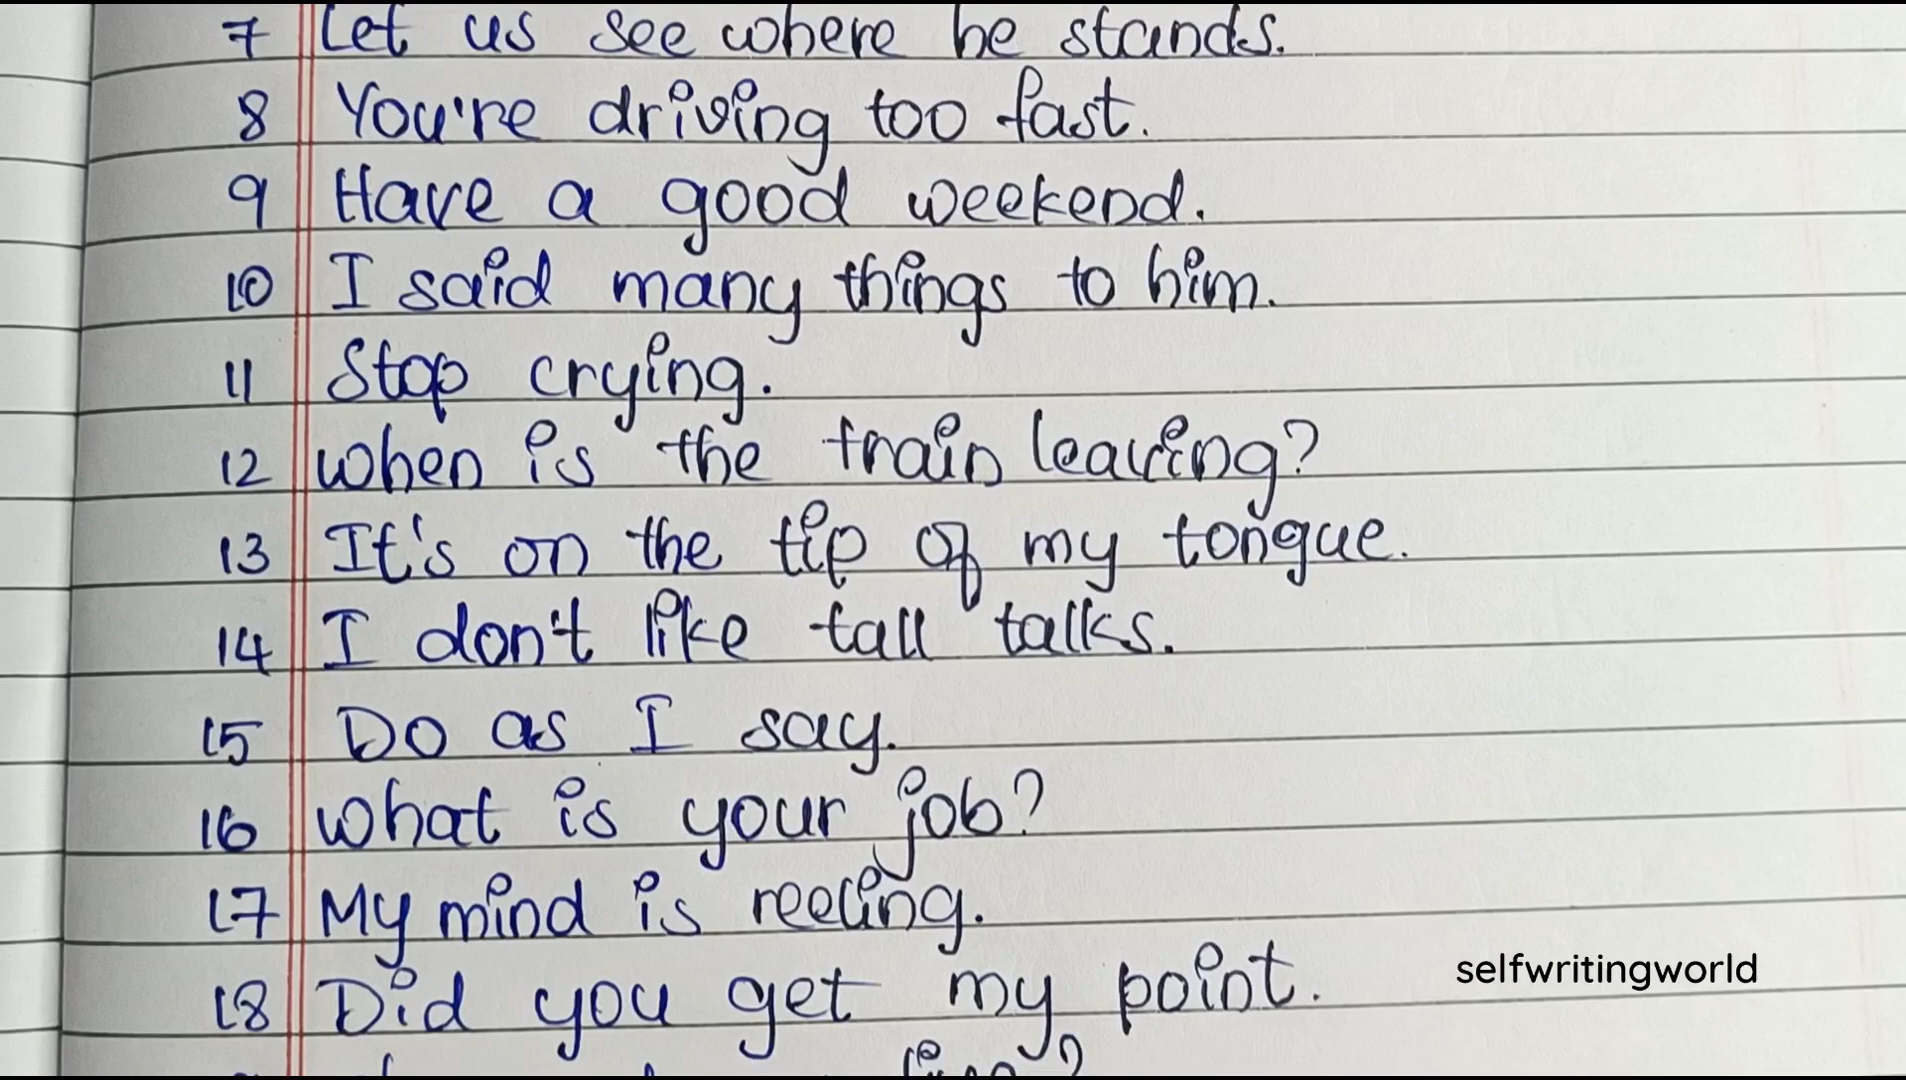 7 Let us see where he stands.
8 You're driving too fast.
9 Have a good weekend.
10 I said many things to him.
11 Stop crying.
12 When is the train leaving?
13 It's on the tip of my tongue.
14 I don't like tall talks.
15 Do as I say.
16 What is your job?
17 My mind is reeling.
18 Did you get my point.
selfwritingworld